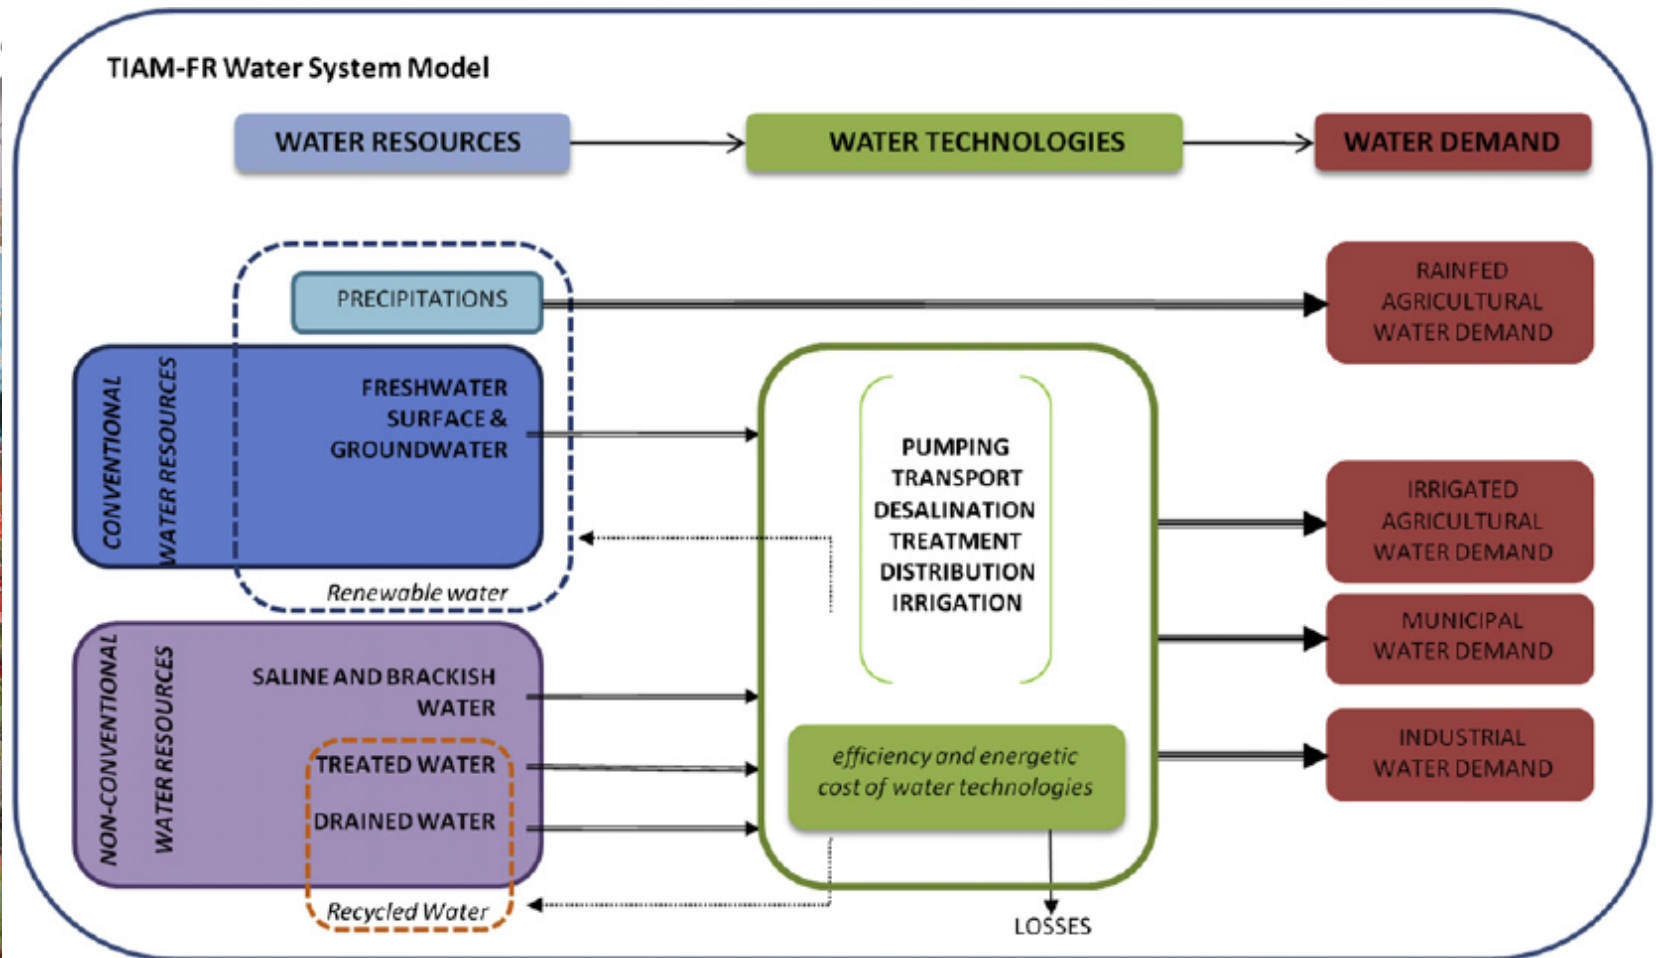 TIAM-FR Water System Model
WATER RESOURCES
WATER TECHNOLOGIES
WATER DEMAND
PRECIPITATIONS
RAINFED
AGRICULTURAL
WATER DEMAND
CONVENTIONAL
WATER RESOURCES
FRESHWATER
SURFACE &
GROUNDWATER
Renewable water
PUMPING
TRANSPORT
DESALINATION
TREATMENT
DISTRIBUTION
IRRIGATION
IRRIGATED
AGRICULTURAL
WATER DEMAND
MUNICIPAL
WATER DEMAND
NON-CONVENTIONAL
WATER RESOURCES
SALINE AND BRACKISH
WATER
TREATED WATER
DRAINED WATER
Recycled Water
efficiency and energetic
cost of water technologies
INDUSTRIAL
WATER DEMAND
LOSSES